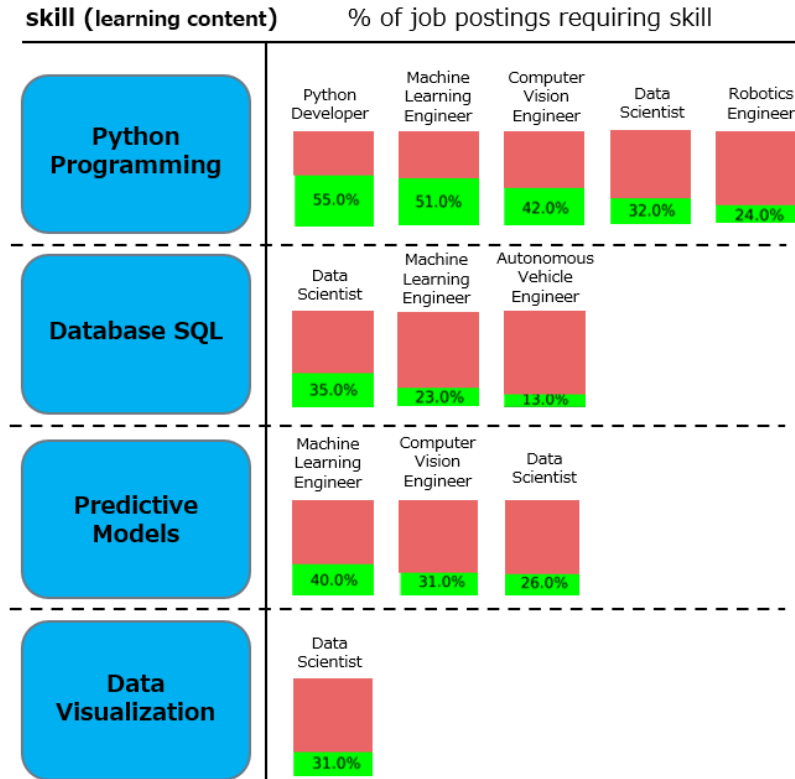 skill (learning content)
% of job postings requiring skill
Python
Programming
Python
Developer
Machine
Learning
Engineer
Computer
Vision
Engineer
Data
Scientist
Robotics
Engineer
55.0%
51.0%
42.0%
32.0%
24.0%
Database SQL
Data
Scientist
Machine
Learning
Engineer
Autonomous
Vehicle
Engineer
35.0%
23.0%
13.0%
Predictive
Models
Machine
Learning
Engineer
Computer
Vision
Engineer
Data
Scientist
40.0%
31.0%
26.0%
Data
Visualization
Data
Scientist
31.0%